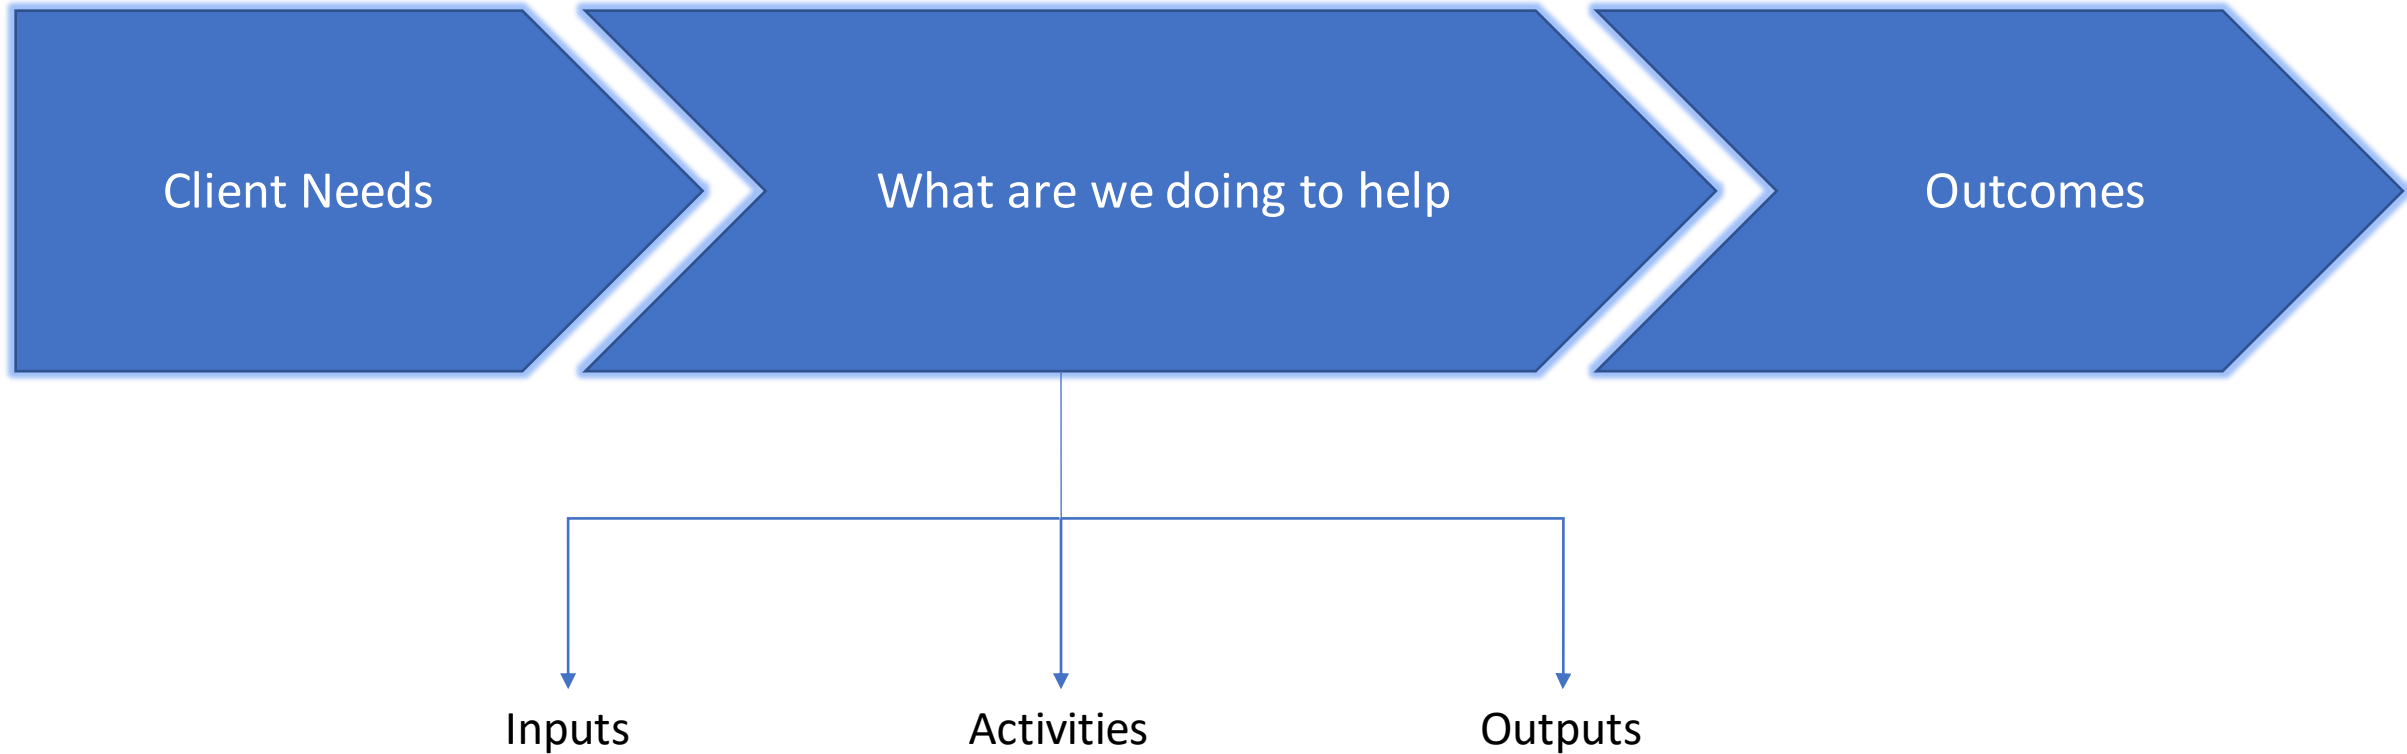 Client Needs
What are we doing to help
Outcomes
Inputs
Activities
Outputs